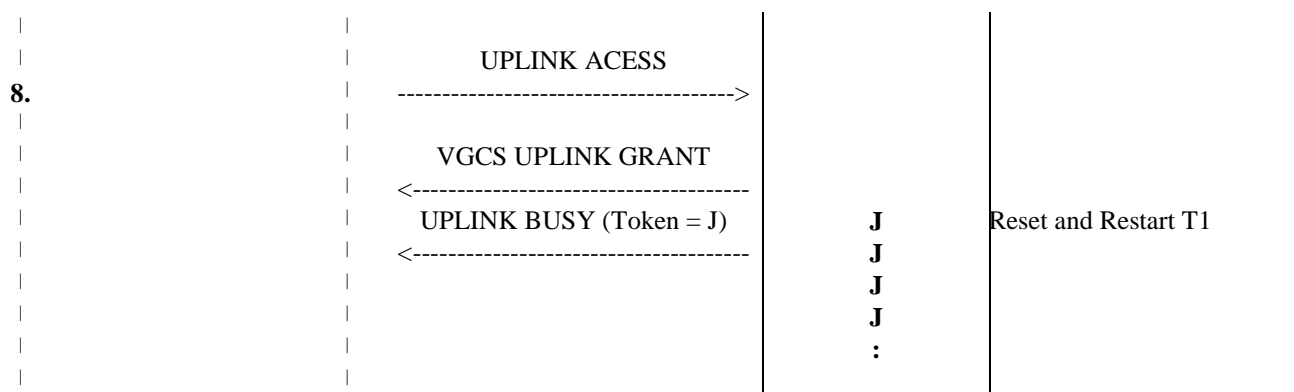 UPLINK ACESS
8.
------------------------------------->
VGCS UPLINK GRANT
<-------------------------------------
UPLINK BUSY (Token = J) J Reset and Restart T1
<------------------------------------- J
J
J
: